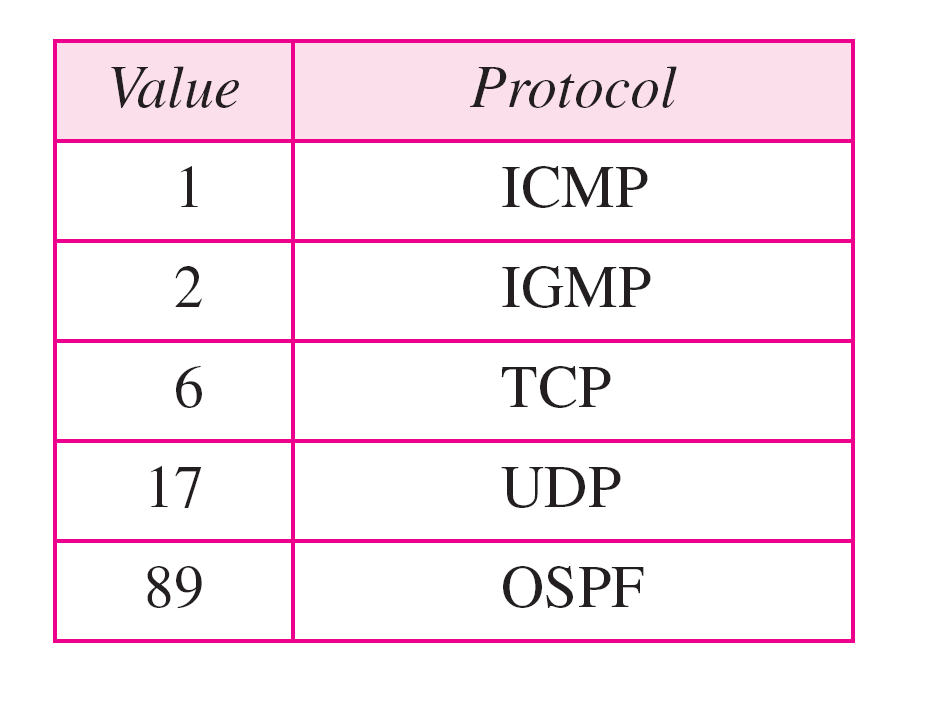 Value Protocol
1 ICMP
2 IGMP
6 TCP
17 UDP
89 OSPF